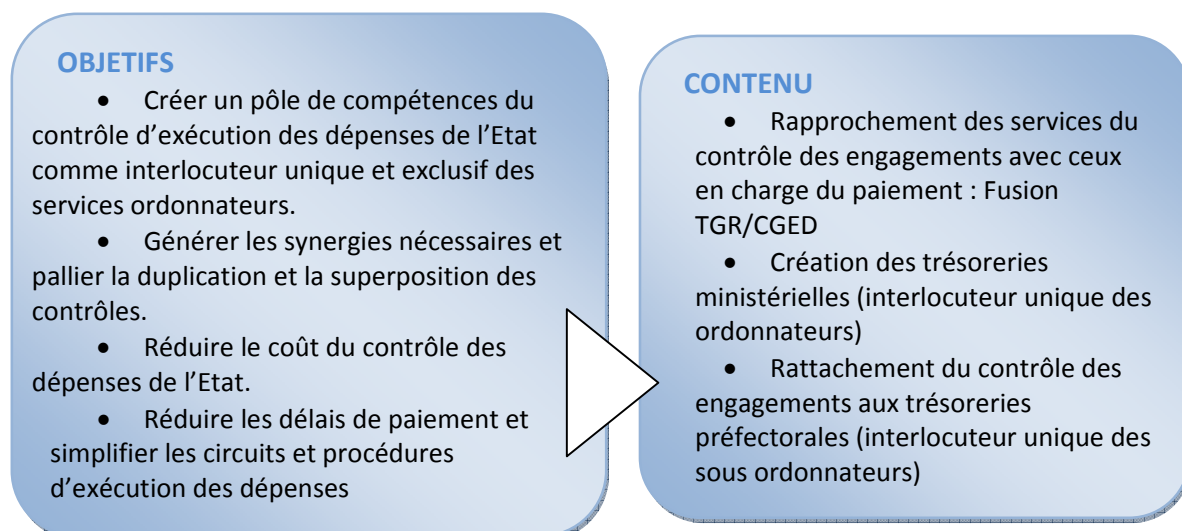 OBJETIFS
• Créer un pôle de compétences du
contrôle d’exécution des dépenses de l’Etat
comme interlocuteur unique et exclusif des
services ordonnateurs.
• Générer les synergies nécessaires et
pallier la duplication et la superposition des
contrôles.
• Réduire le coût du contrôle des
dépenses de l’Etat.
• Réduire les délais de paiement et
simplifier les circuits et procédures
d’exécution des dépenses
CONTENU
• Rapprochement des services du
contrôle des engagements avec ceux
en charge du paiement : Fusion
TGR/CGED
• Création des trésoreries
ministérielles (interlocuteur unique des
ordonnateurs)
• Rattachement du contrôle des
engagements aux trésoreries
préfectorales (interlocuteur unique des
sous ordonnateurs)